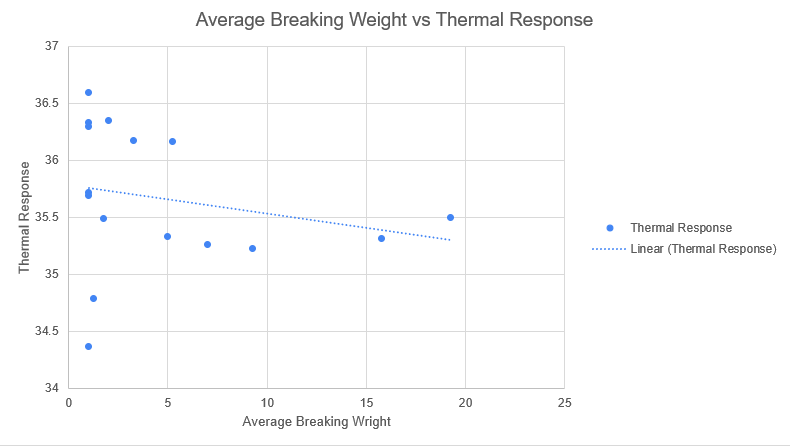 Average Breaking Weight vs Thermal Response
37
36.5
36
35.5
35
34.5
34
Thermal Response
0 5 10 15 20 25
Average Breaking Wright
Thermal Response
Linear (Thermal Response)